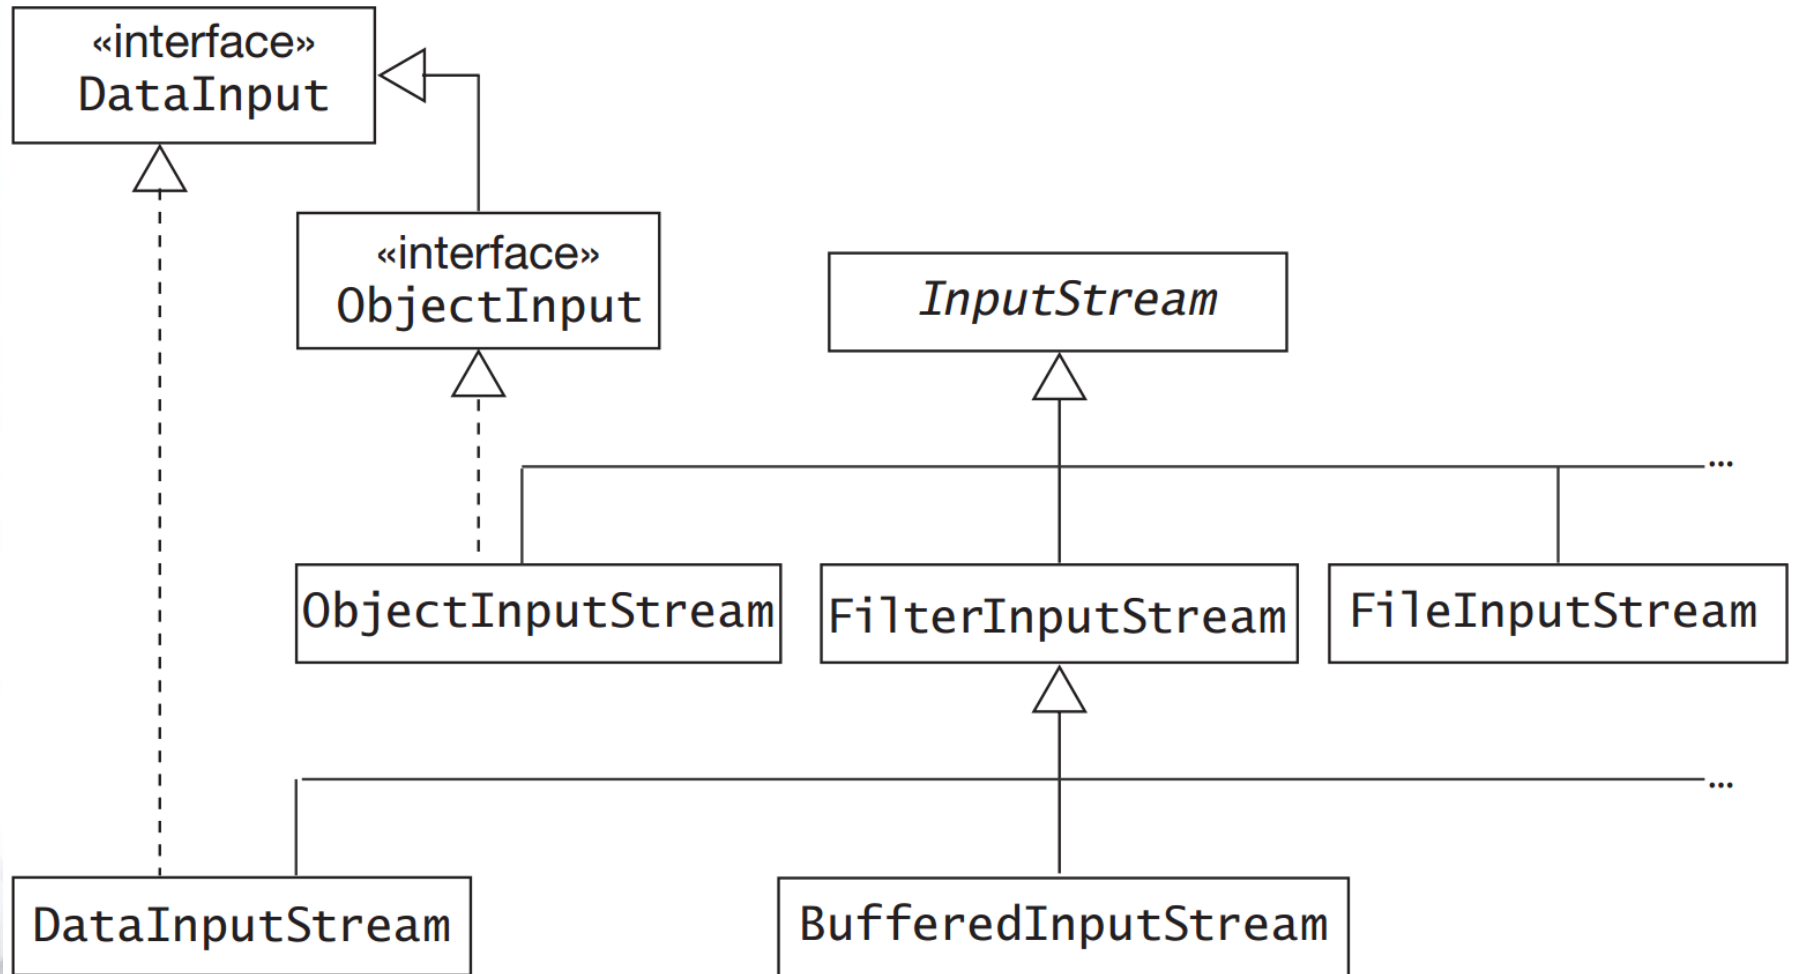 «interface»
DataInput
«interface»
ObjectInput
InputStream
...
ObjectInputStream
FilterInputStream
FileInputStream
...
DataInputStream
BufferedInputStream